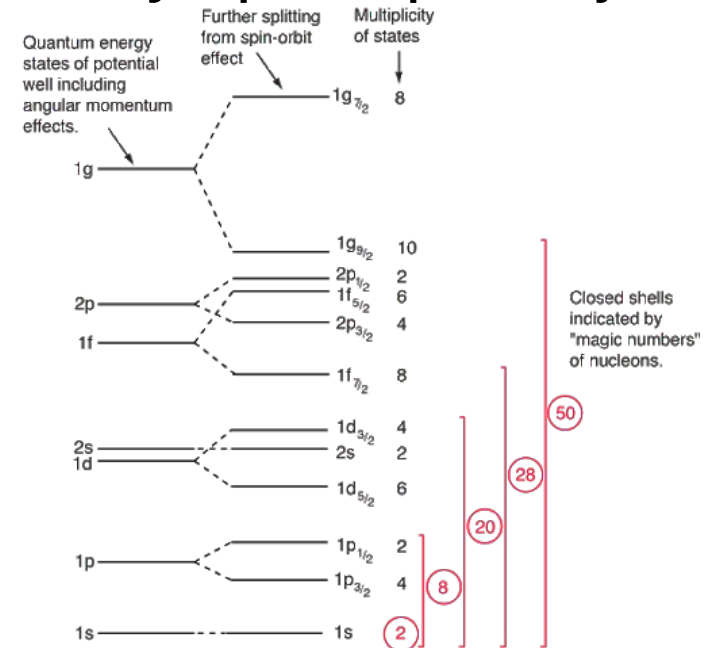 Quantum energy
states of potential
well including
angular momentum
effects.
Further splitting
from spin-orbit
effect
Multiplicity
of states
1g
1g7/2 8
1g9/2 10
2p
2p1/2 2
1f5/2 6
2p3/2 4
1f
1f7/2 8
Closed shells
indicated by
"magic numbers"
of nucleons.
50
28
20
8
2
1d3/2 4
2s
2s 2
1d
1d5/2 6
1p
1p1/2 2
1p3/2 4
1s
1s